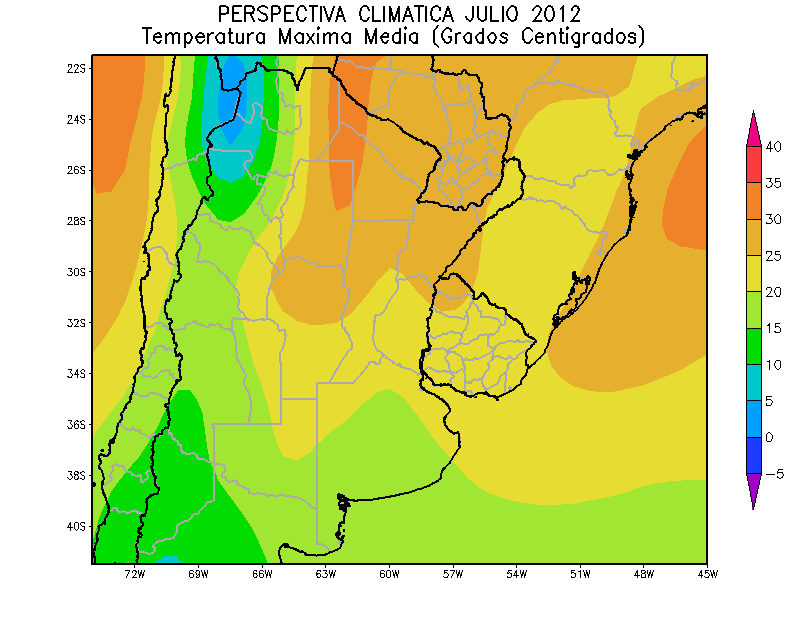 PERSPECTIVA CLIMATICA JULIO 2012
Temperatura Maxima Media (Grados Centigrados)
22S
24S
26S
28S
30S
32S
34S
36S
38S
40S
72W 69W 66W 63W 60W 57W 54W 51W 48W 45W
40
35
30
25
20
15
10
5
0
-5